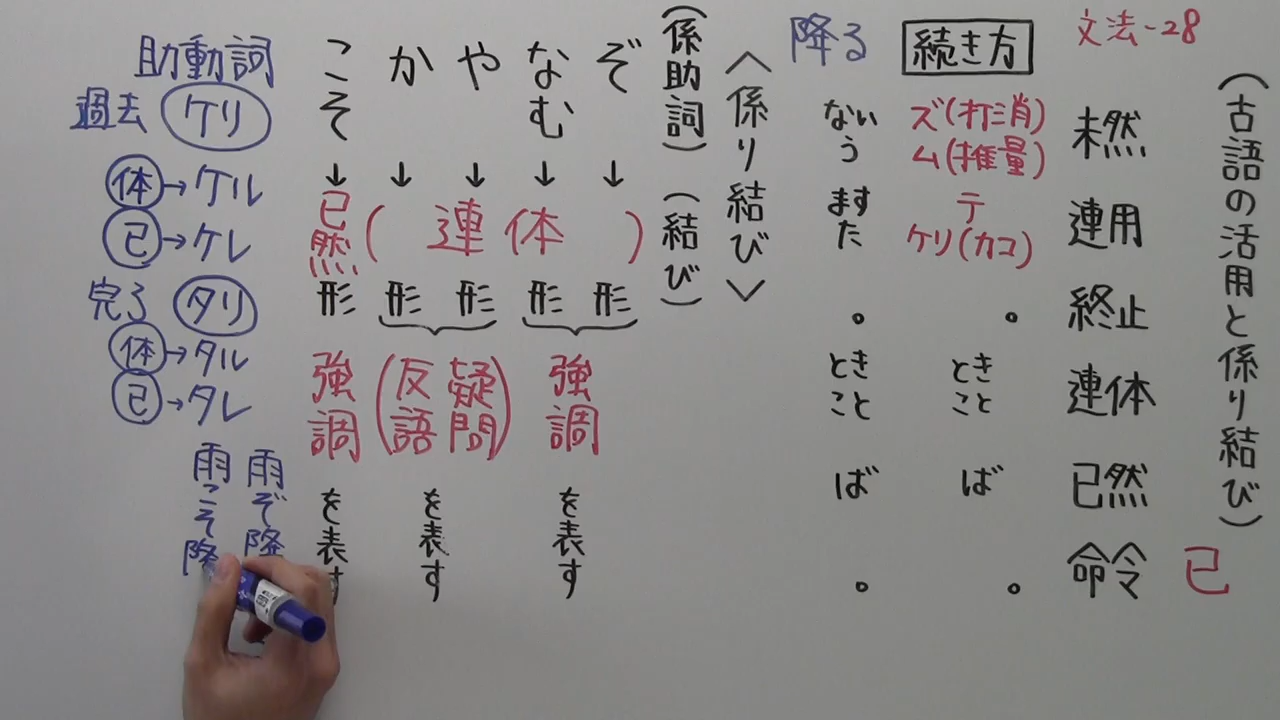 文法-28
(古語の活用と係り結び)
続き方
降る
未然
ズ(打消)
ム(推量)
ない
う
連用
テ
ケリ(カコ)
ます
た
終止
。
。
連体
とき
こと
とき
こと
已然
ば
ば
命令
。
。
已
<係り結び>
(係助詞)(結び)
ぞ
なむ
や
か
こそ
↓ ↓ ↓ ↓ ↓
(連体)
已然
形 形 形 形 形
強調
を表す
(疑問
反語)
を表す
強調
を表す
助動詞
過去 ケリ
体→ケル
已→ケレ
完了 タリ
体→タル
已→タレ
雨ぞ降
雨こそ降